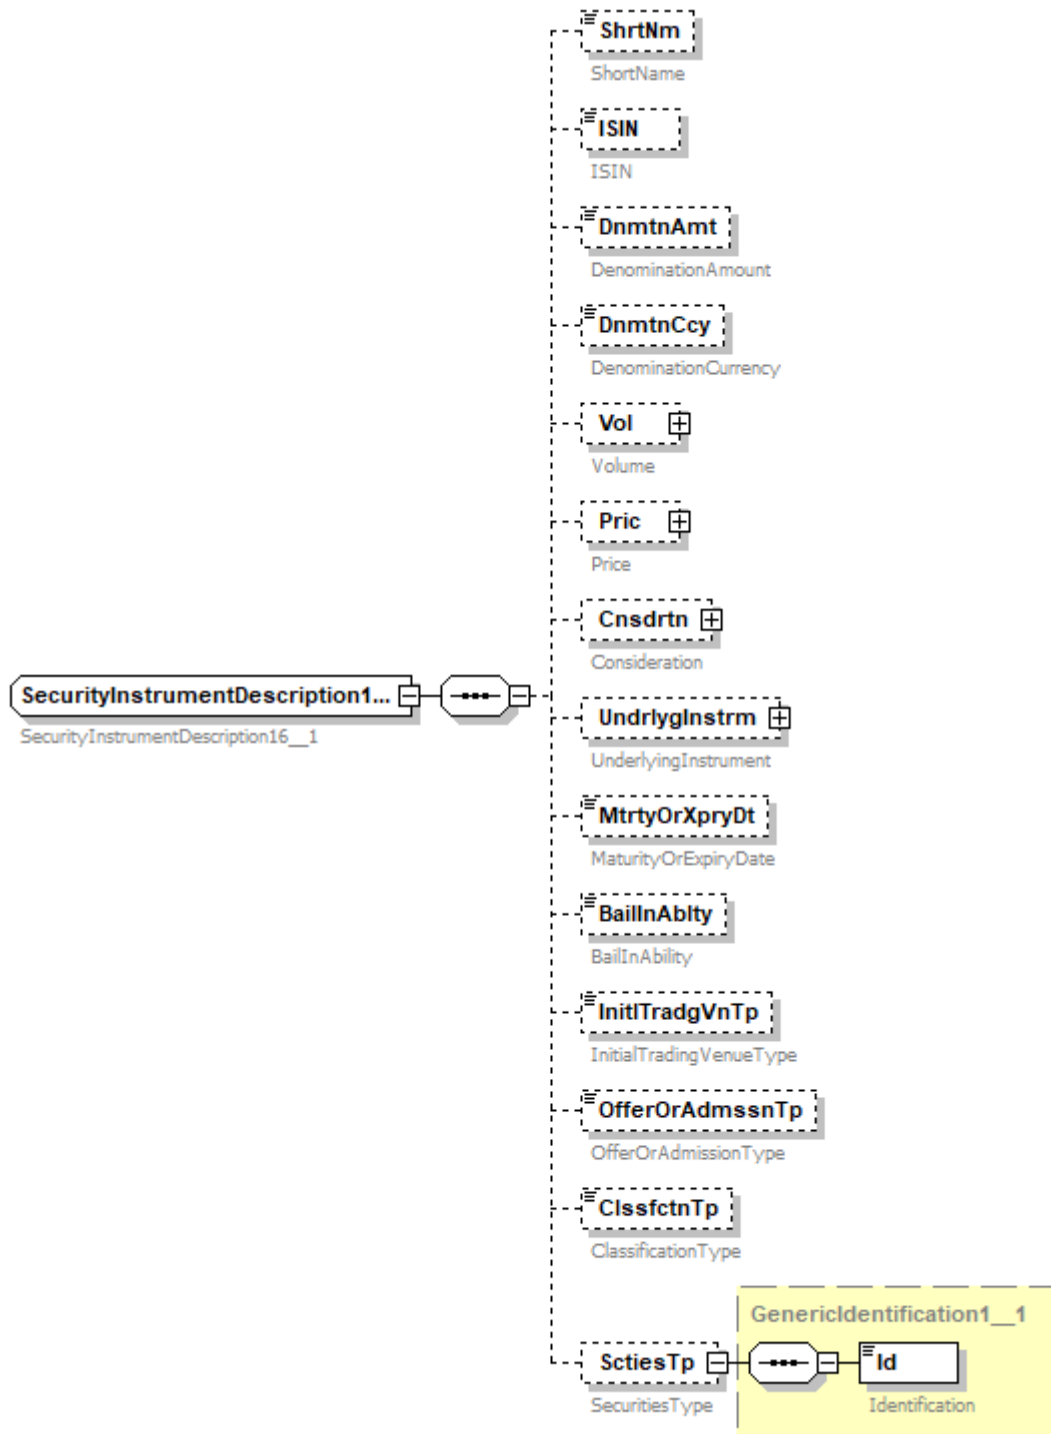 ShrtNm
ShortName
ISIN
ISIN
DnmtnAmt
DenominationAmount
DnmtnCcy
DenominationCurrency
Vol
Volume
Pric
Price
Cnsdrtn
Consideration
SecurityInstrumentDescription1...
SecurityInstrumentDescription16__1
UndrlygInstrm
UnderlyingInstrument
MtrtyOrXpryDt
MaturityOrExpiryDate
BailInAblty
BailInAbility
InitlTradgVnTp
InitialTradingVenueType
OfferOrAdmssnTp
OfferOrAdmissionType
ClssfctnTp
ClassificationType
GenericIdentification1__1
SctiesTp
SecuritiesType
Id
Identification